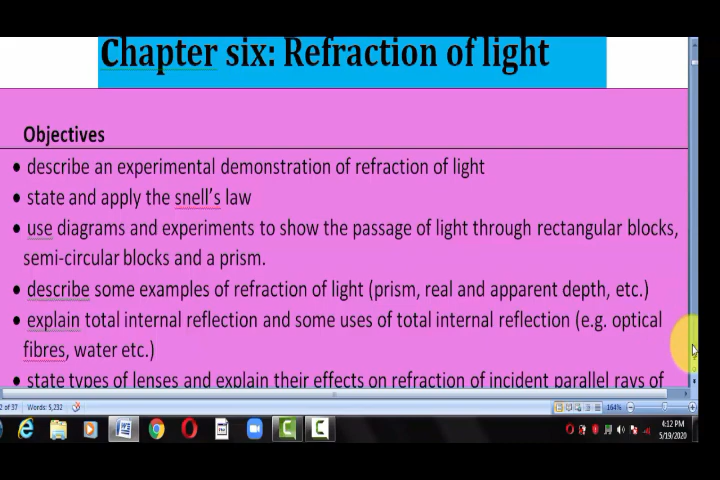 Chapter six: Refraction of light
Objectives
• describe an experimental demonstration of refraction of light
• state and apply the snell's law
• use diagrams and experiments to show the passage of light through rectangular blocks,
semi-circular blocks and a prism.
• describe some examples of refraction of light (prism, real and apparent depth, etc.)
• explain total internal reflection and some uses of total internal reflection (e.g. optical
fibres, water etc.)
• state types of lenses and explain their effects on refraction of incident parallel rays of
2 of 37 Words: 5,232 164%
4:12 PM
5/19/2020